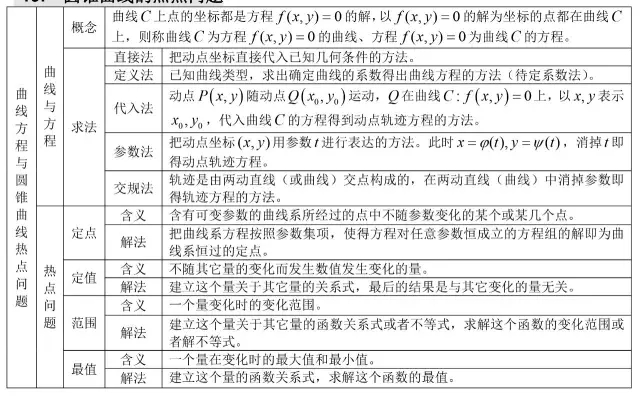 曲线方程与圆锥曲线热点问题
曲线与方程
概念
曲线C上点的坐标都是方程f(x,y)=0的解,以f(x,y)=0的解为坐标的点都在曲线C
上,则称曲线C为方程f(x,y)=0的曲线、方程f(x,y)=0为曲线C的方程。
求法
直接法 把动点坐标直接代入已知几何条件的方法。
定义法 已知曲线类型,求出确定曲线的系数得出曲线方程的方法(待定系数法)。
代入法
动点P(x,y)随动点Q(x₀,y₀)运动,Q在曲线C:f(x,y)=0上,以x,y表示
x₀,y₀,代入曲线C的方程得到动点轨迹方程的方法。
参数法
把动点坐标(x,y)用参数t进行表达的方法。此时x=φ(t),y=ψ(t),消掉t即
得动点轨迹方程。
交规法
轨迹是由两动直线(或曲线)交点构成的,在两动直线(曲线)中消掉参数即
得轨迹方程的方法。
热点问题
定点
含义 含有可变参数的曲线系所经过的点中不随参数变化的某个或某几个点。
解法
把曲线系方程按照参数集项,使得方程对任意参数恒成立的方程组的解即为曲
线系恒过的定点。
定值
含义 不随其它量的变化而发生数值发生变化的量。
解法 建立这个量关于其它量的关系式,最后的结果是与其它变化的量无关。
范围
含义 一个量变化时的变化范围。
解法
建立这个量关于其它量的函数关系式或者不等式,求解这个函数的变化范围或
者解不等式。
最值
含义 一个量在变化时的最大值和最小值。
解法 建立这个量的函数关系式,求解这个函数的最值。